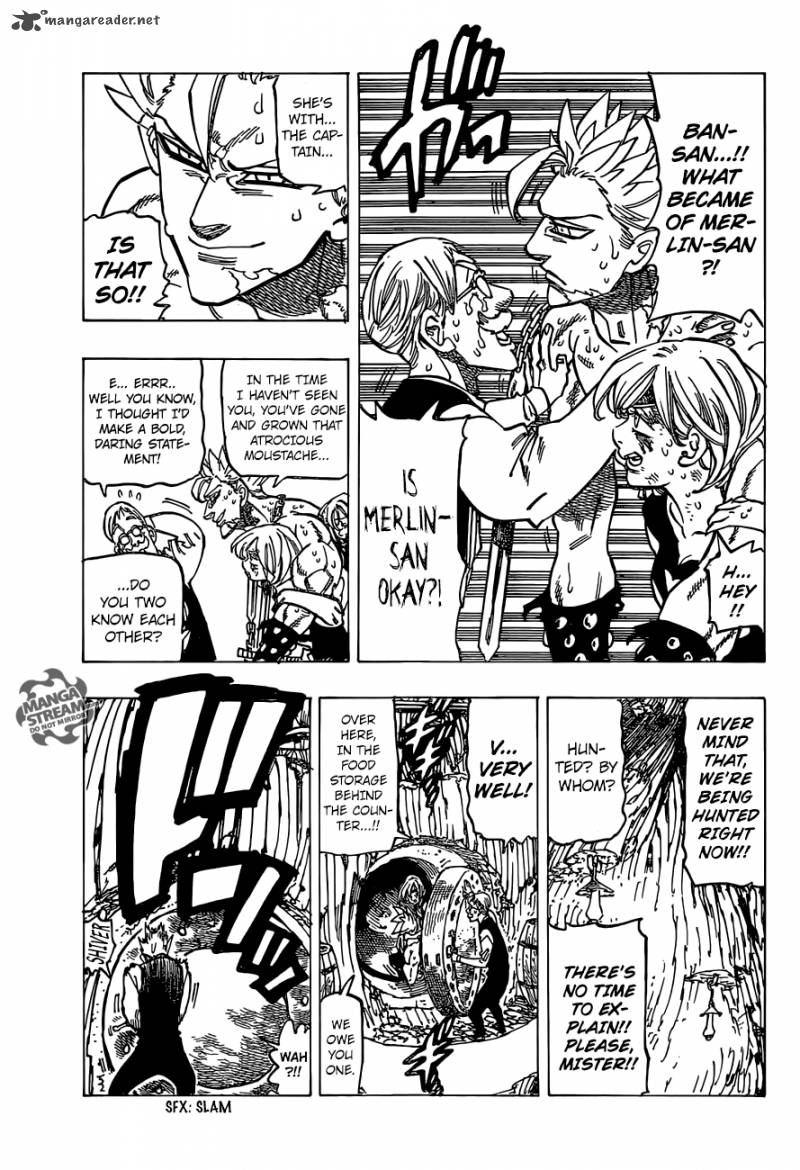 mangareader.net
BAN-
SAN...!!
WHAT
BECAME
OF MER-
LIN-SAN
?!
ガッ
IS
MERLIN-
SAN
OKAY?!
H...
HEY
!!
SHE'S
WITH...
THE CAP-
TAIN...
IS
THAT
SO!!
IN THE TIME
I HAVEN'T SEEN
YOU, YOU'VE GONE
AND GROWN THAT
ATROCIOUS
MOUSTACHE...
E... ERRR..
WELL YOU KNOW,
I THOUGHT I'D
MAKE A BOLD,
DARING STATE-
MENT!
...DO
YOU TWO
KNOW EACH
OTHER?
MANGA
STREAM
DO NOT MIRROR
NEVER
MIND
THAT,
WE'RE
BEING
HUNTED
RIGHT
NOW!!
HUN-
TED? BY
WHOM?
THERE'S
NO TIME
TO EX-
PLAIN!!
PLEASE,
MISTER!!
V...
VERY
WELL!
OVER
HERE,
IN THE
FOOD
STORAGE
BEHIND
THE COUN-
TER...!!
WE
OWE YOU
ONE.
SHIVER
WAH
?!!
SFX: SLAM